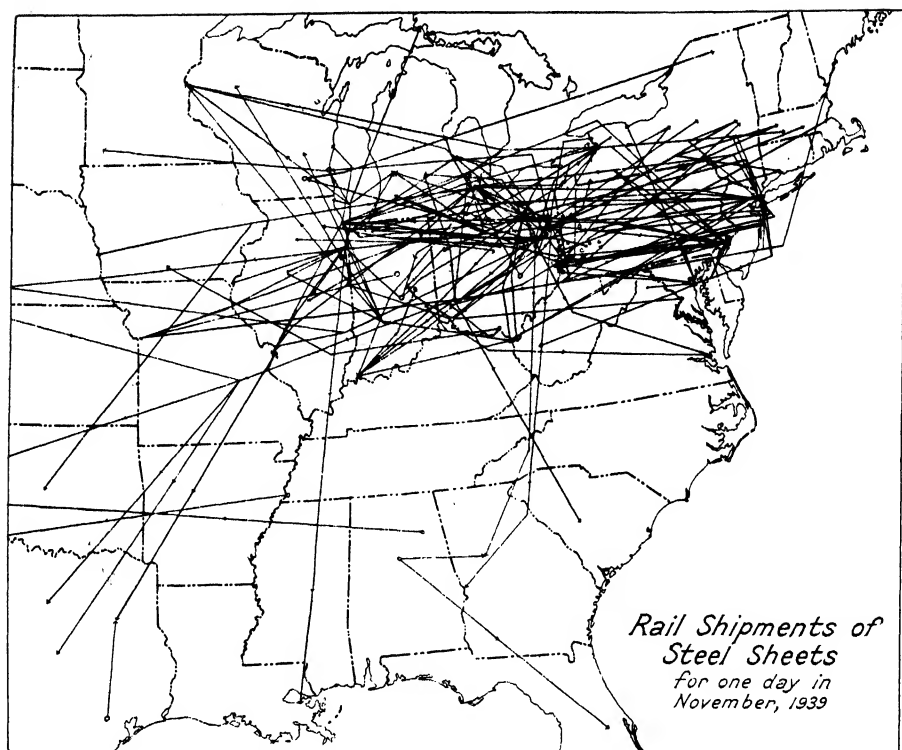 Rail Shipments of
Steel Sheets
for one day in
November, 1939